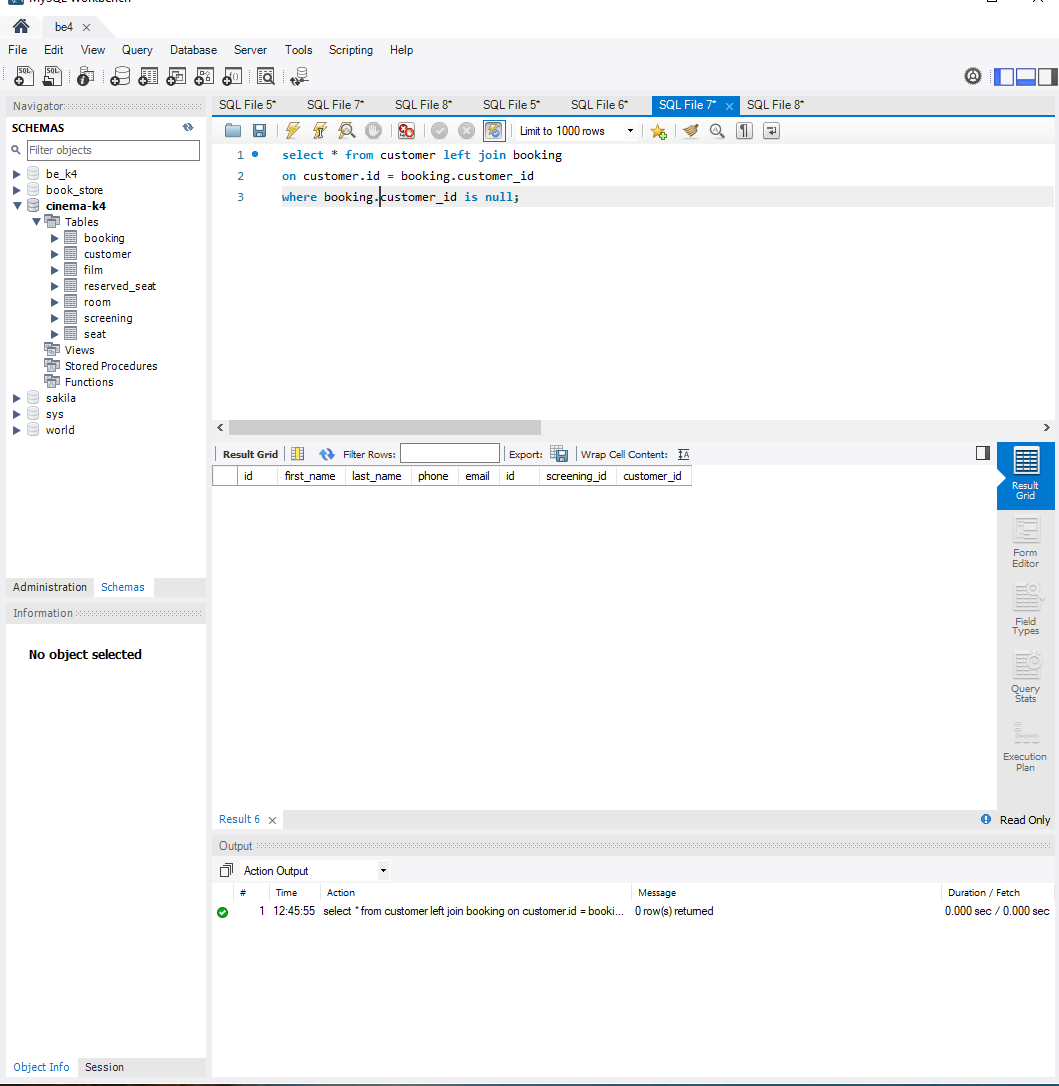 MySQL Workbench
be4
File Edit View Query Database Server Tools Scripting Help
Navigator
SCHEMAS
Filter objects
be_k4
book_store
cinema-k4
Tables
booking
customer
film
reserved_seat
room
screening
seat
Views
Stored Procedures
Functions
sakila
sys
world
Administration Schemas
Information
No object selected
Object Info Session
SQL File 5* SQL File 7* SQL File 8* SQL File 5* SQL File 6* SQL File 7* SQL File 8*
Limit to 1000 rows
1 select * from customer left join booking
2 on customer.id = booking.customer_id
3 where booking.customer_id is null;
Result Grid Filter Rows: Export: Wrap Cell Content:
id first_name last_name phone email id screening_id customer_id
Result
Grid
Form
Editor
Field
Types
Query
Stats
Execution
Plan
Result 6 Read Only
Output
Action Output
# Time Action Message Duration / Fetch
1 12:45:55 select * from customer left join booking on customer.id = booki... 0 row(s) returned 0.000 sec / 0.000 sec